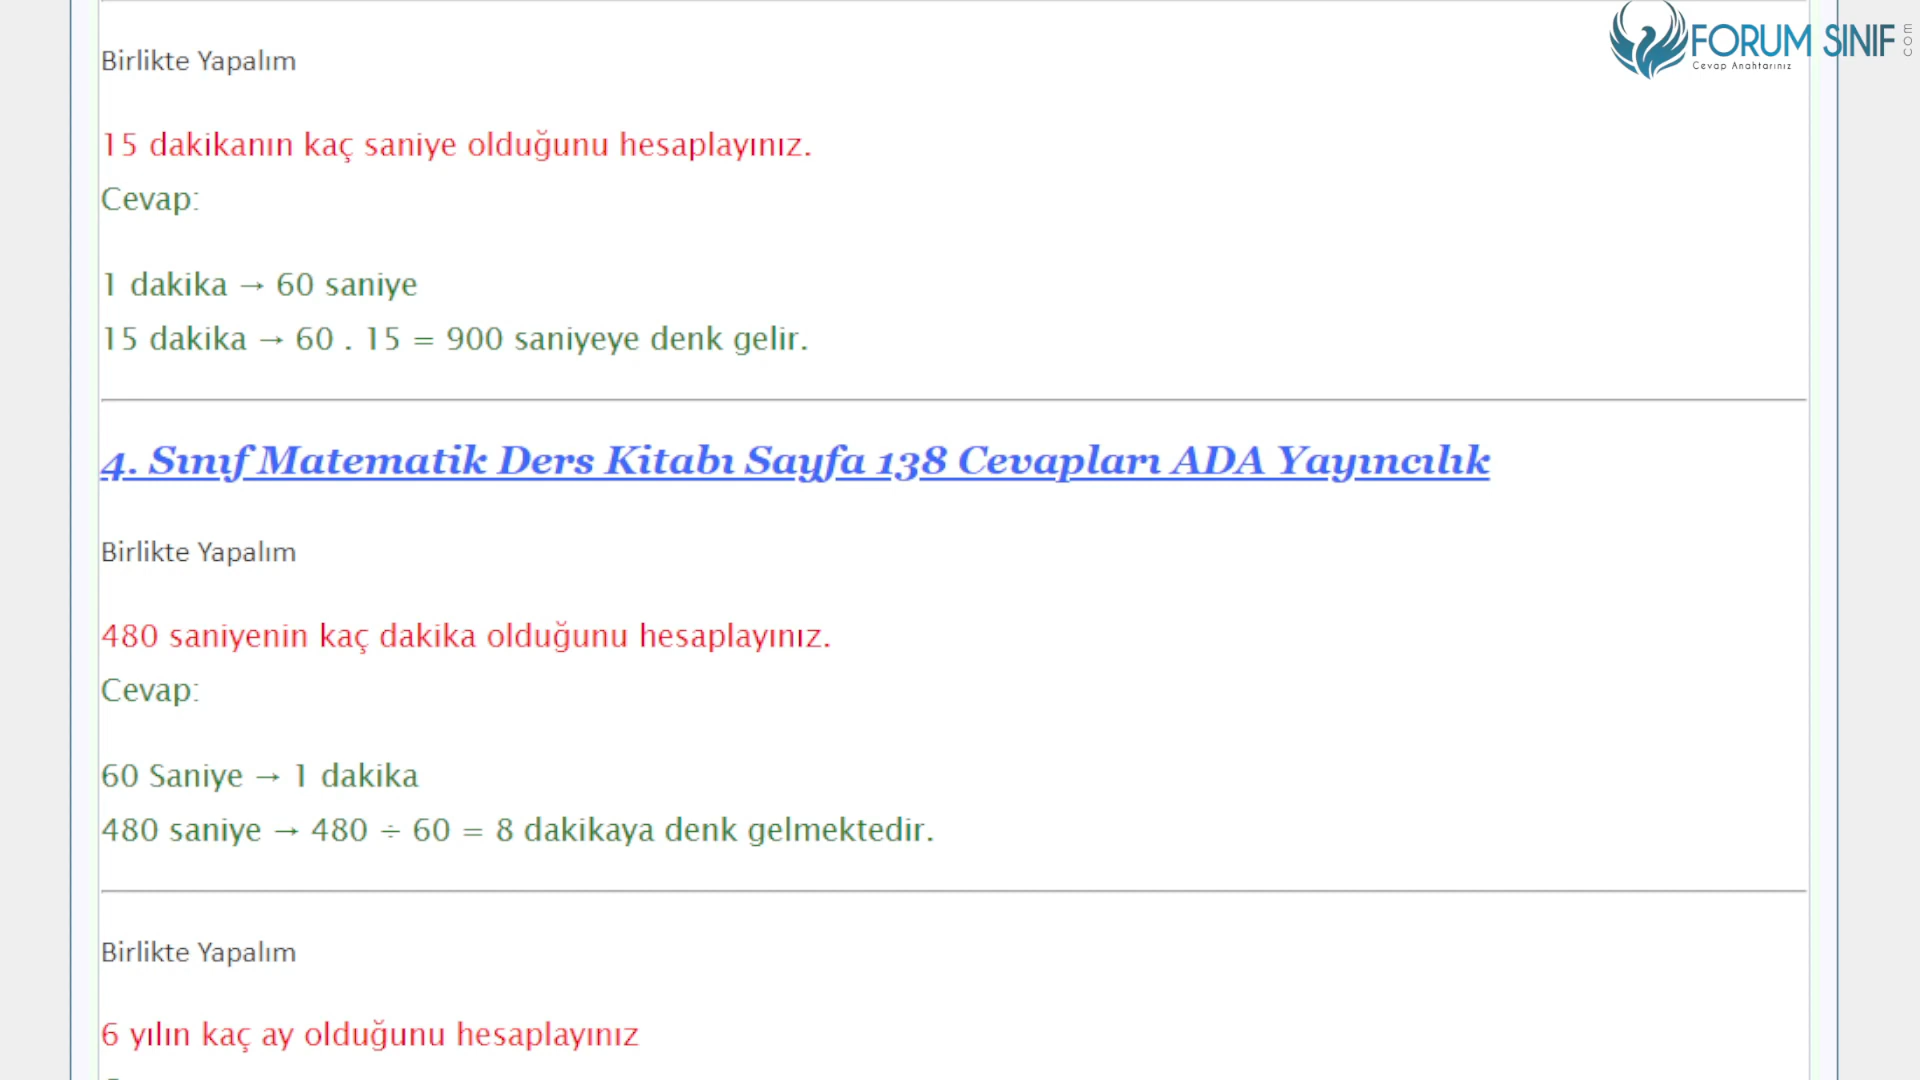 FORUM SINIF
com
Cevap Anahtarınız
Birlikte Yapalım
15 dakikanın kaç saniye olduğunu hesaplayınız.
Cevap:
1 dakika → 60 saniye
15 dakika → 60 . 15 = 900 saniyeye denk gelir.
4. Sınıf Matematik Ders Kitabı Sayfa 138 Cevapları ADA Yayıncılık
Birlikte Yapalım
480 saniyenin kaç dakika olduğunu hesaplayınız.
Cevap:
60 Saniye → 1 dakika
480 saniye → 480 ÷ 60 = 8 dakikaya denk gelmektedir.
Birlikte Yapalım
6 yılın kaç ay olduğunu hesaplayınız